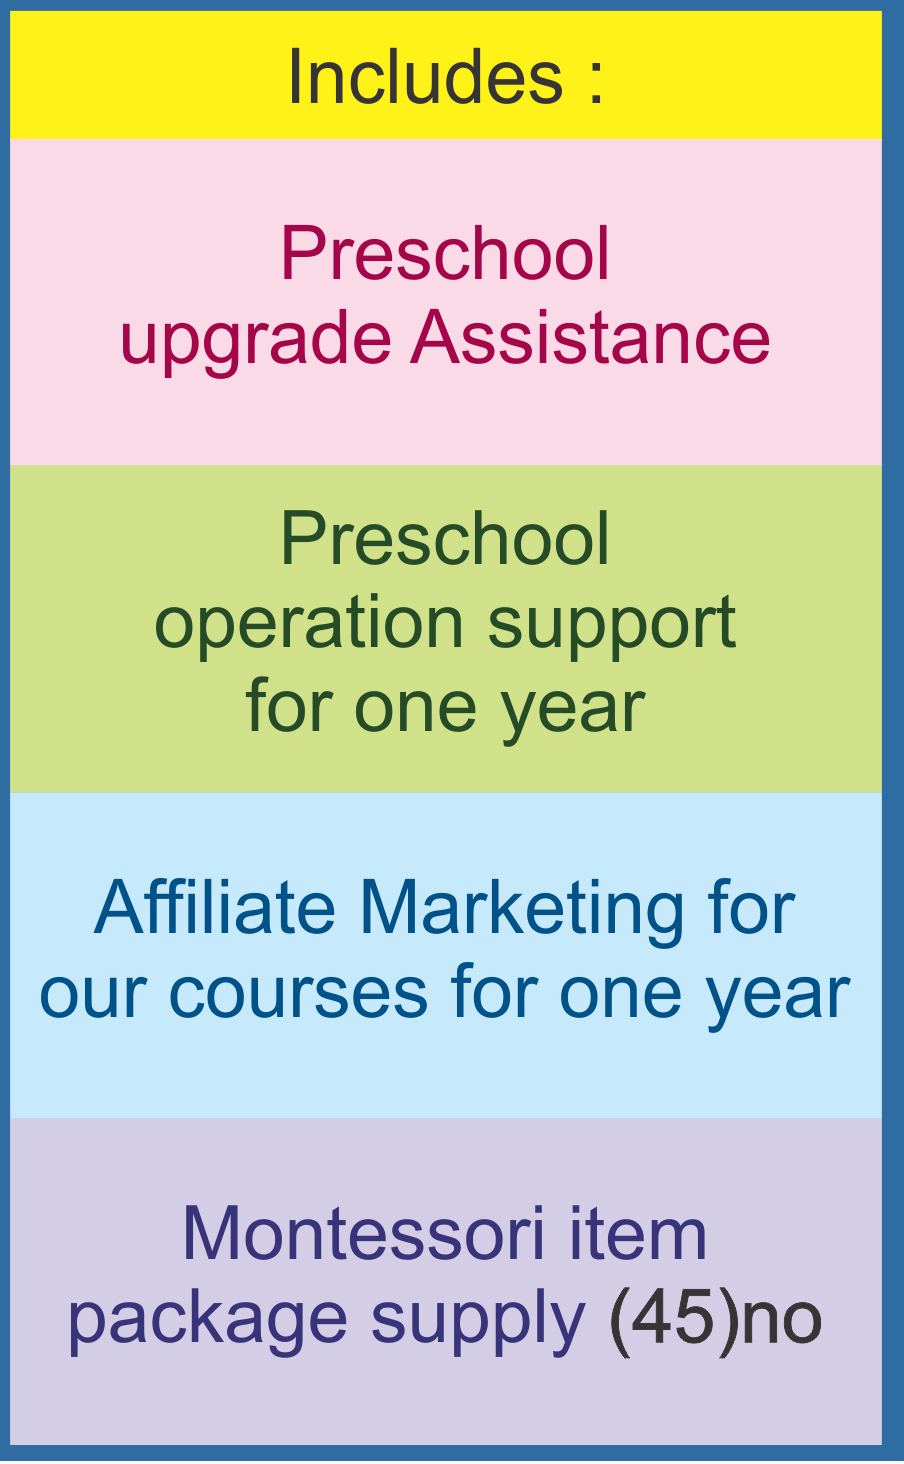 Includes :
Preschool
upgrade Assistance
Preschool
operation support
for one year
Affiliate Marketing for
our courses for one year
Montessori item
package supply (45)no